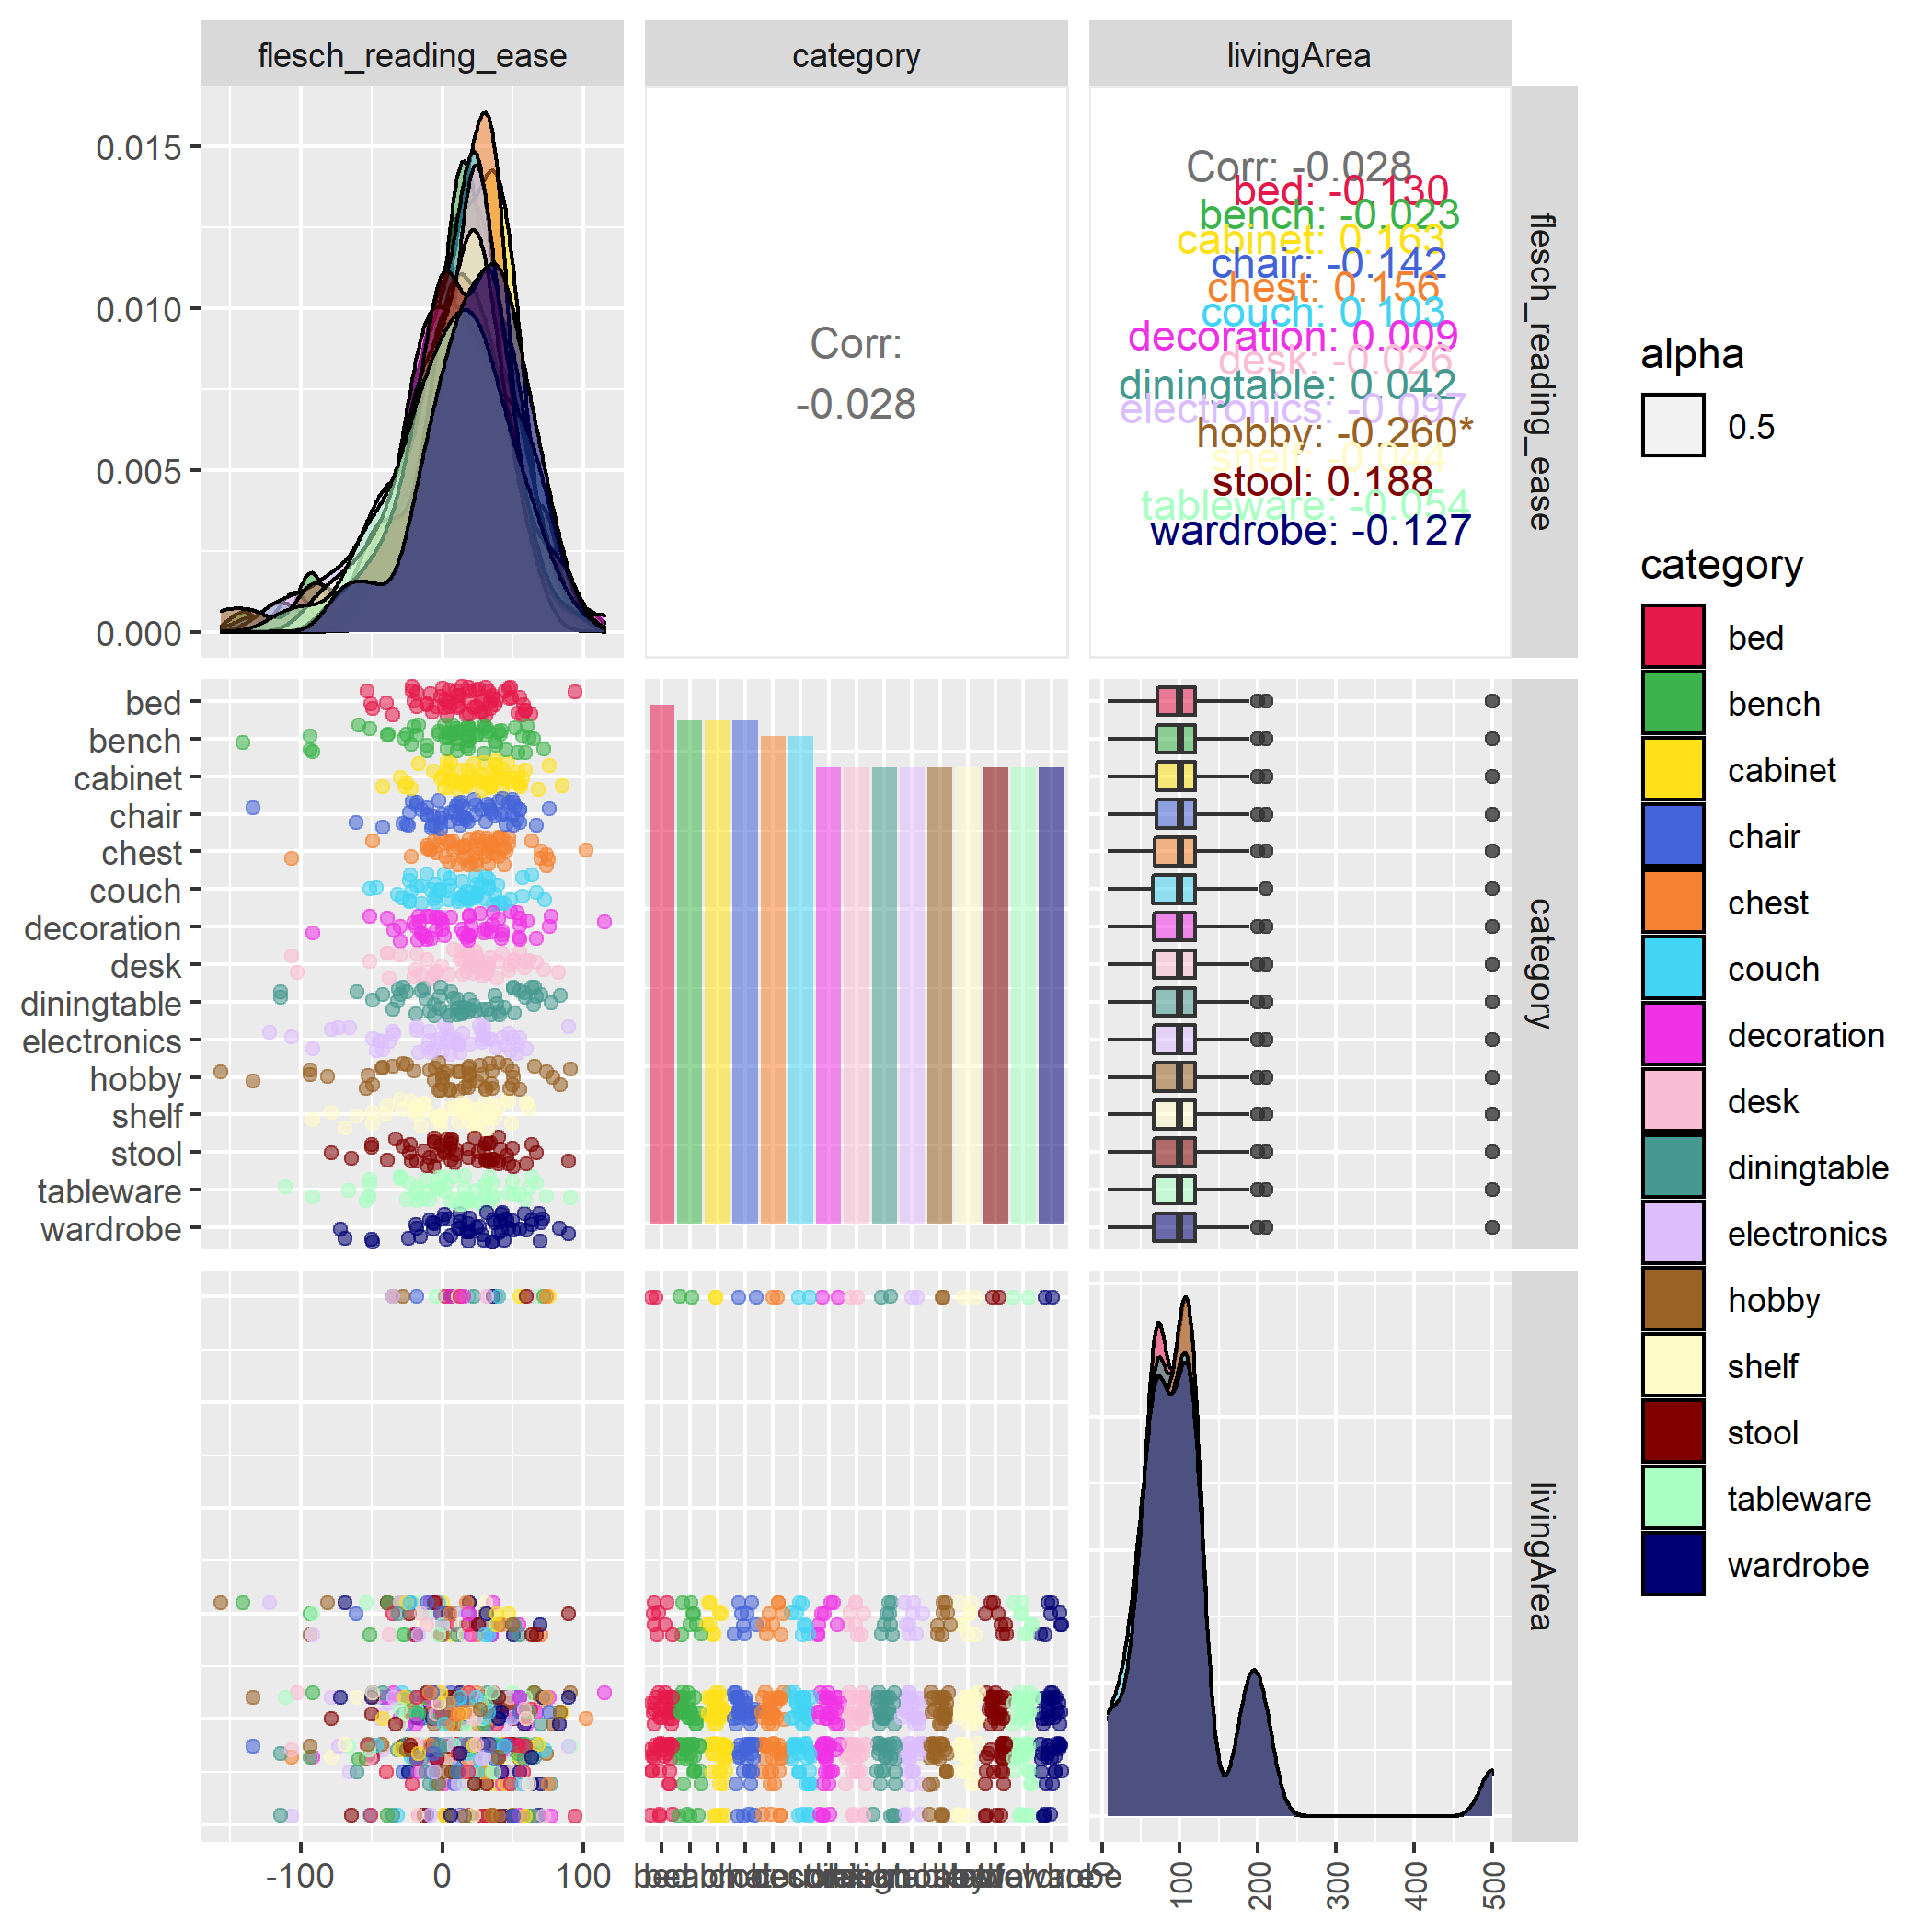 flesch_reading_ease
category
livingArea
0.015
0.010
0.005
0.000
Corr:
-0.028
Corr: -0.028
bed: -0.130
bench: -0.023
cabinet: 0.163
chair: -0.142
chest: 0.156
couch: 0.103
decoration: 0.009
desk: -0.026
diningtable: 0.042
electronics: -0.097
hobby: -0.260*
shelf: -0.044
stool: 0.188
tableware: -0.054
wardrobe: -0.127
flesch_reading_ease
bed
bench
cabinet
chair
chest
couch
decoration
desk
diningtable
electronics
hobby
shelf
stool
tableware
wardrobe
category
livingArea
-100
0
100
0
100
200
300
400
500
alpha
0.5
category
bed
bench
cabinet
chair
chest
couch
decoration
desk
diningtable
electronics
hobby
shelf
stool
tableware
wardrobe